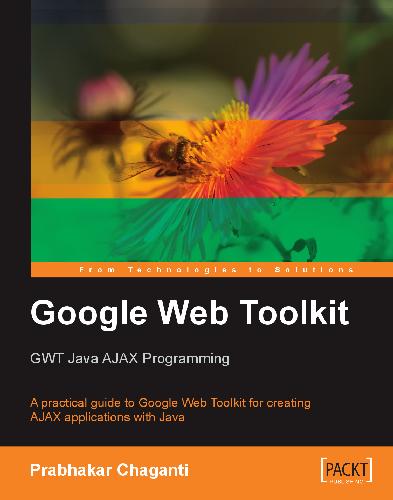 From Technologies to Solutions
Google Web Toolkit
GWT Java AJAX Programming
A practical guide to Google Web Toolkit for creating
AJAX applications with Java
Prabhakar Chaganti
PACKT
PUBLISHING